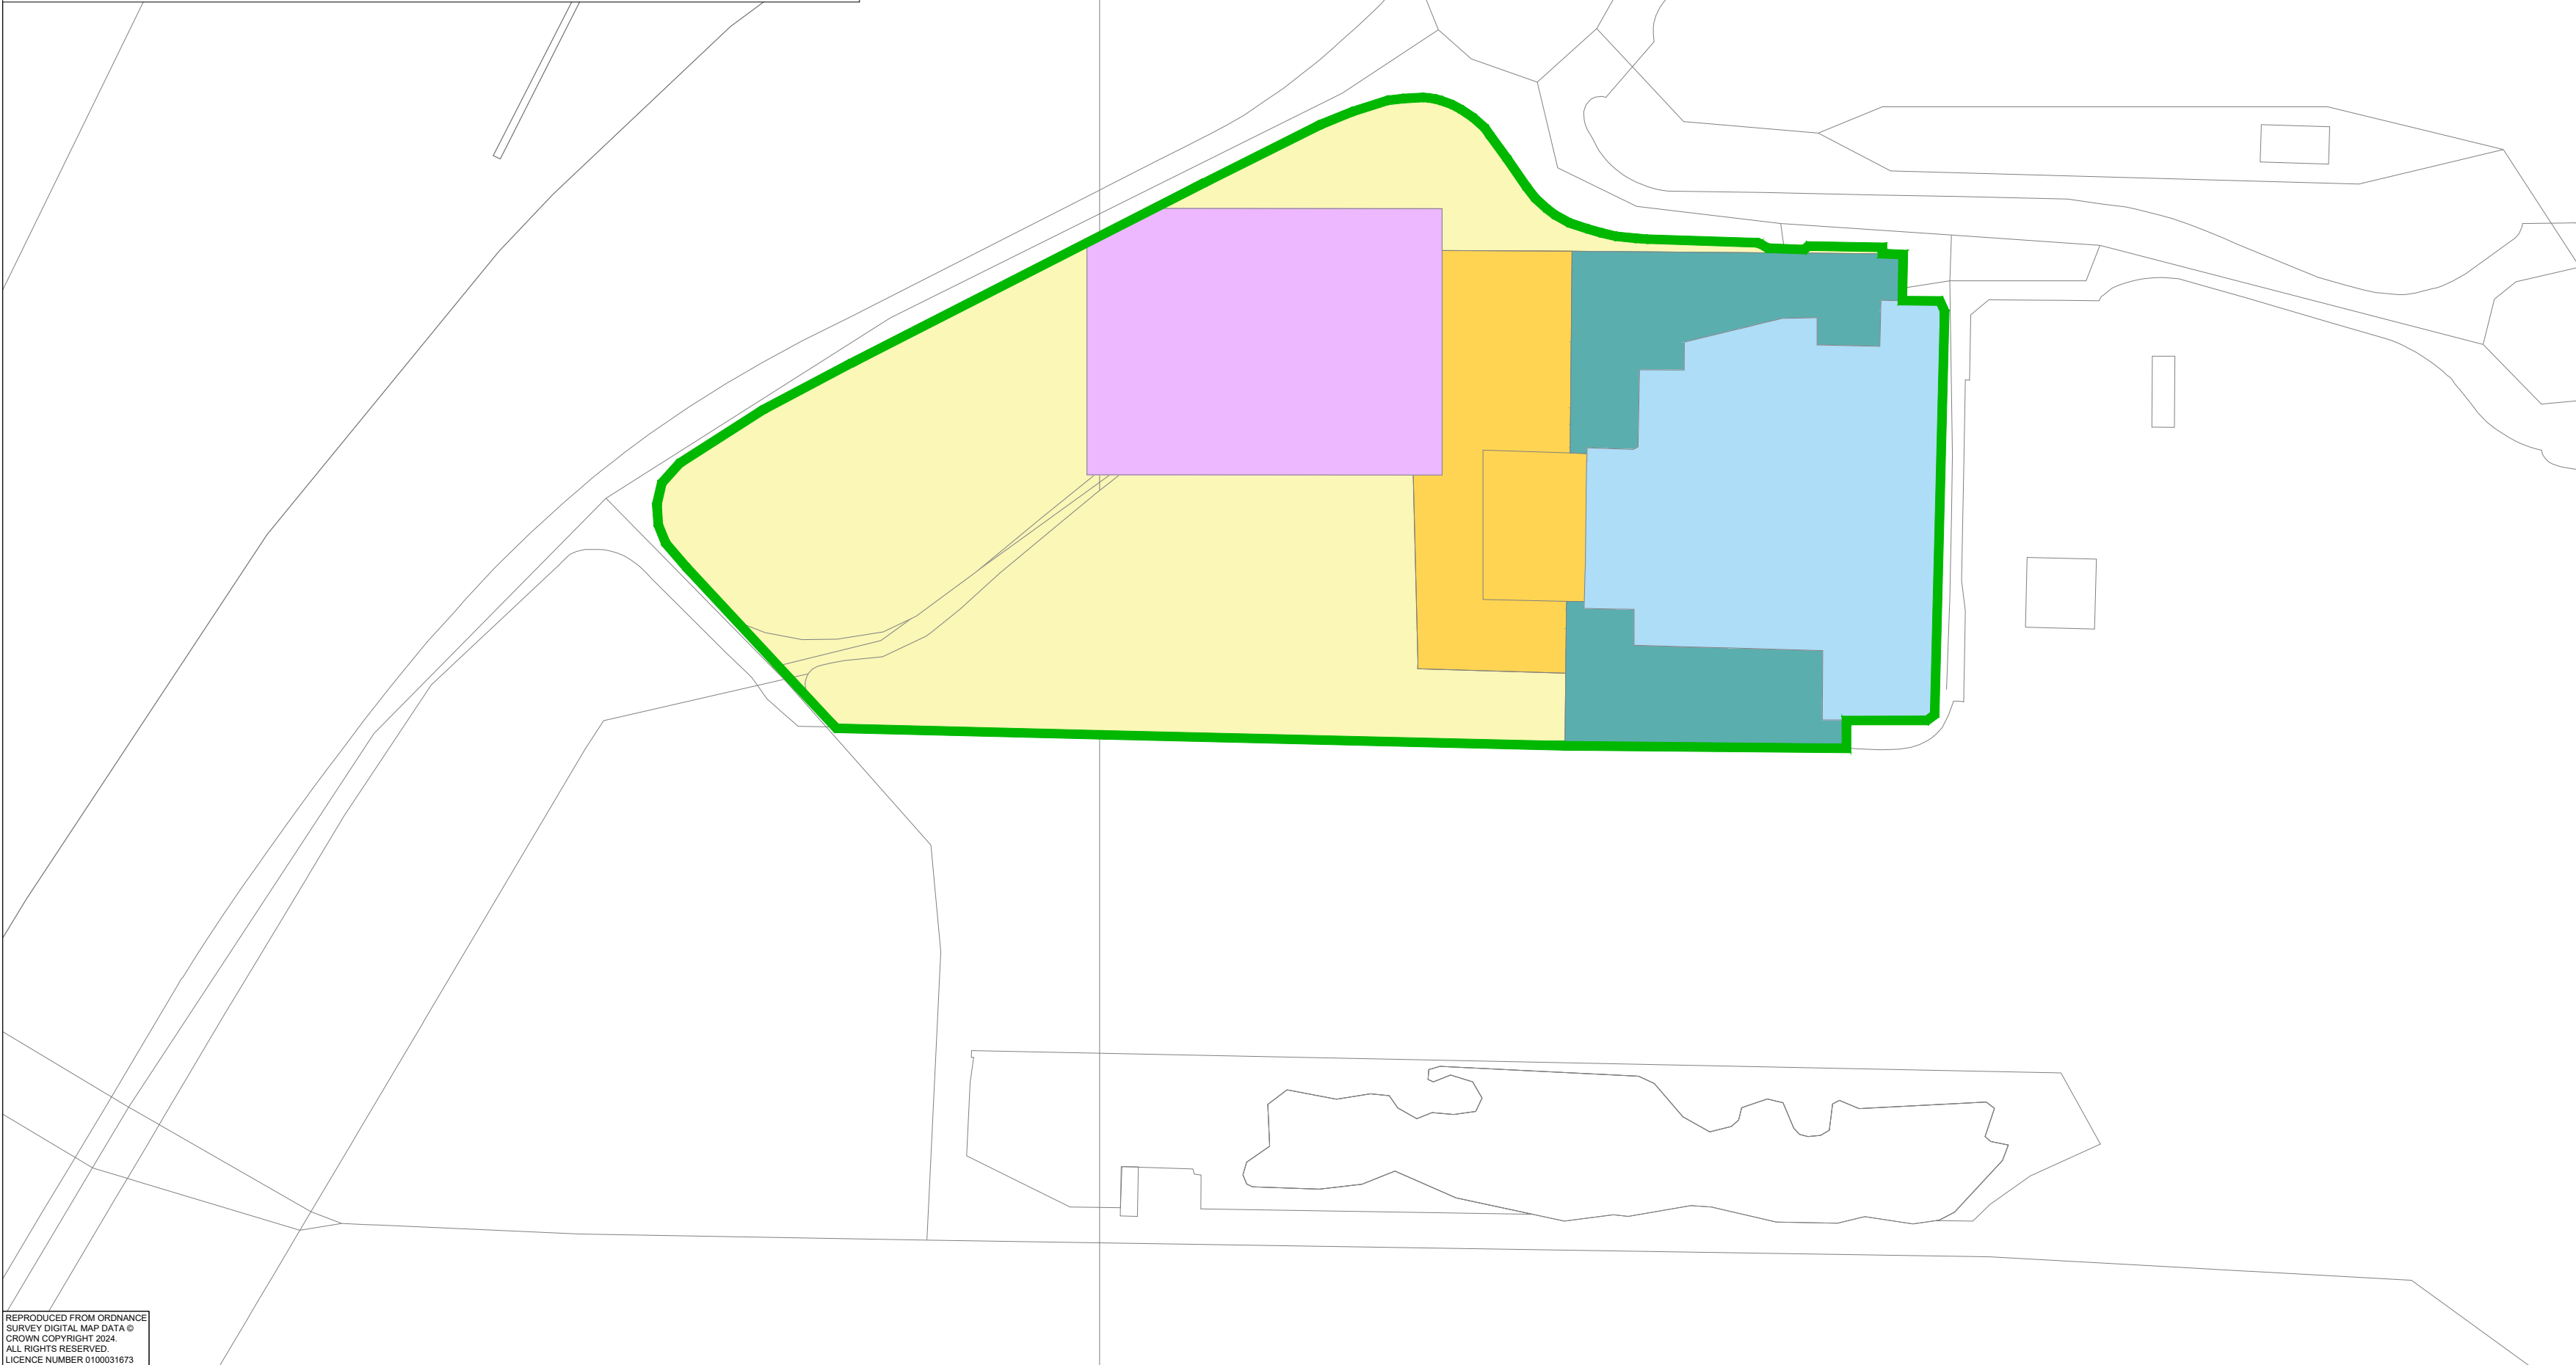 REPRODUCED FROM ORDNANCE
SURVEY DIGITAL MAP DATA ©
CROWN COPYRIGHT 2024.
ALL RIGHTS RESERVED.
LICENCE NUMBER 0100031673